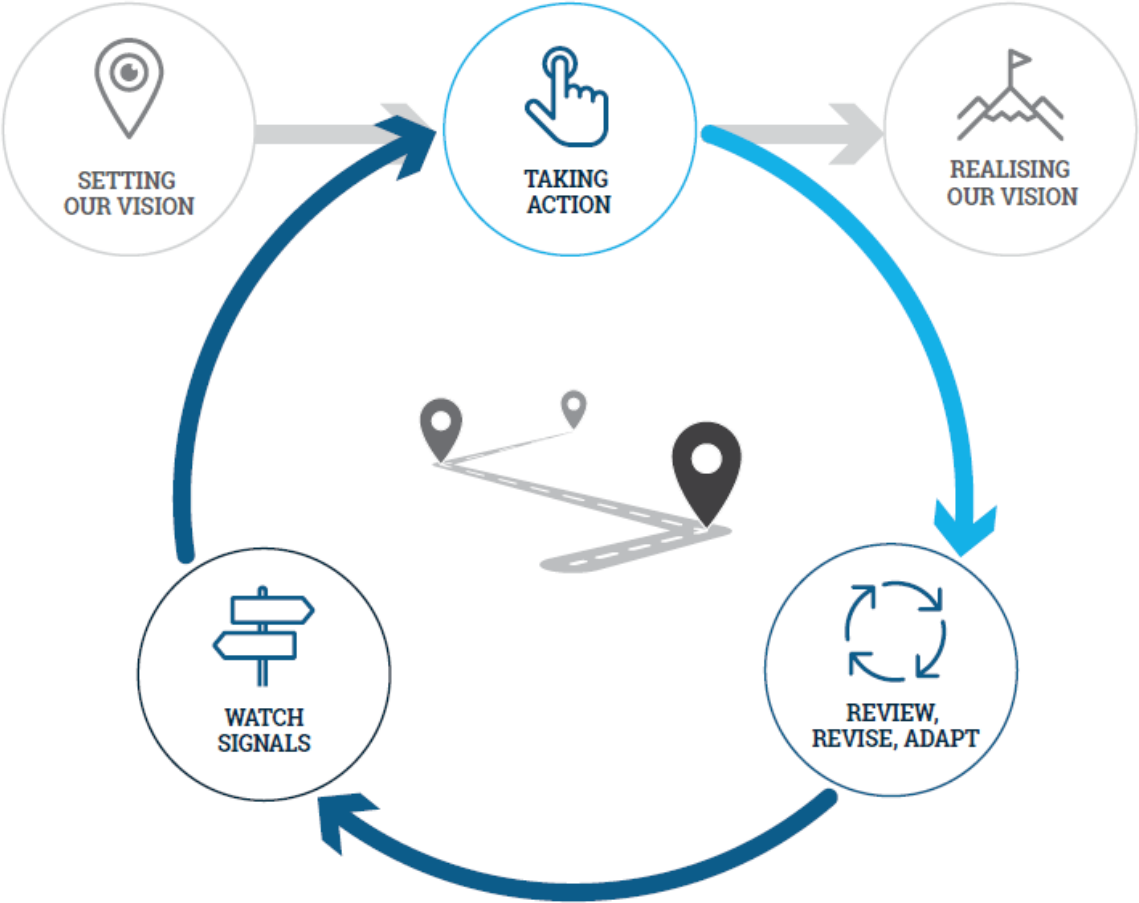 SETTING
OUR VISION
TAKING
ACTION
REALISING
OUR VISION
WATCH
SIGNALS
REVIEW,
REVISE, ADAPT